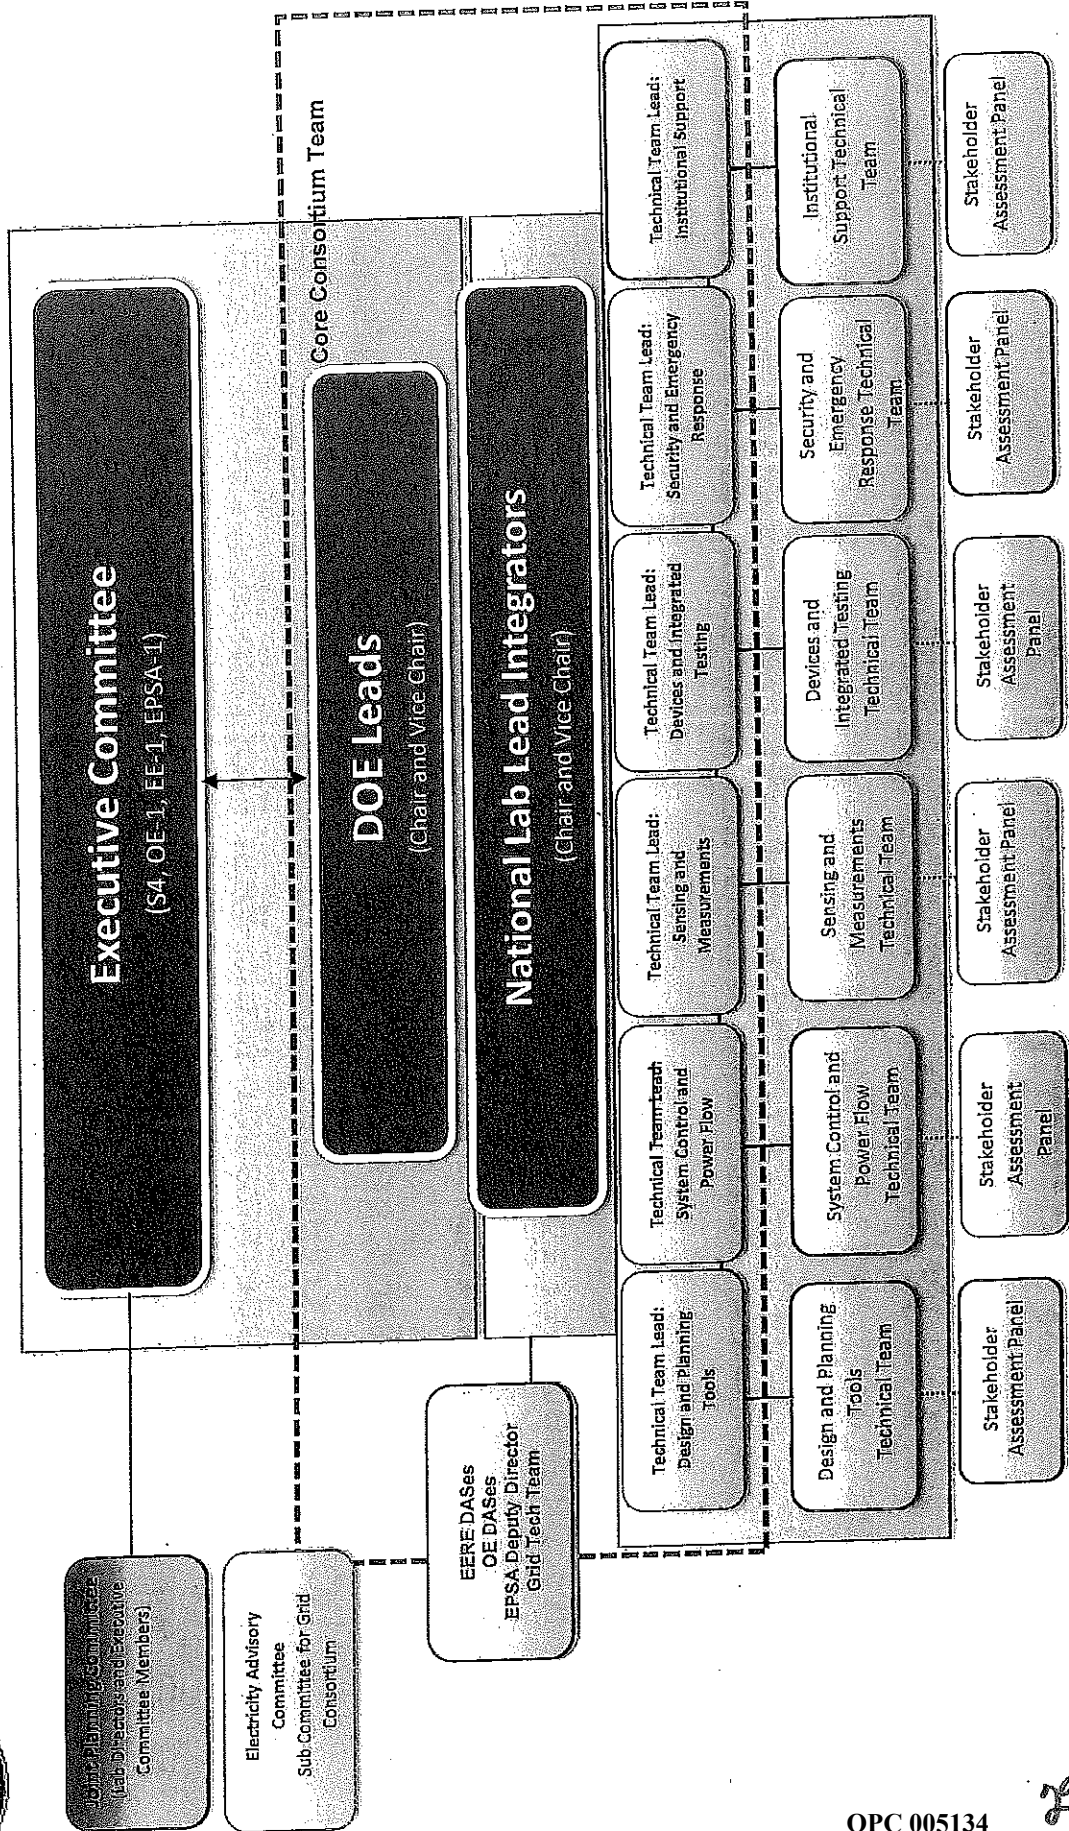 Joint Planning Committee
(Lab Directors and Executive
Committee Members)
Executive Committee
(S4, OE-1, EE-1, EPSA-1)
Electricity Advisory
Committee
Sub Committee for Grid
Consortium
Core Consortium Team
DOE Leads
(Chair and Vice Chair)
EERE DASes
OE DASes
EPSA Deputy Director
Grid Tech Team
National Lab Lead Integrators
(Chair and Vice Chair)
Technical Team Lead:
Design and Planning
Tools
Technical Team Lead:
System Control and
Power Flow
Technical Team Lead:
Sensing and
Measurements
Technical Team Lead:
Devices and Integrated
Testing
Technical Team Lead:
Security and Emergency
Response
Technical Team Lead:
Institutional Support
Design and Planning
Tools
Technical Team
System Control and
Power Flow
Technical Team
Sensing and
Measurements
Technical Team
Devices and
Integrated Testing
Technical Team
Security and
Emergency
Response Technical
Team
Institutional
Support Technical
Team
Stakeholder
Assessment Panel
Stakeholder
Assessment
Panel
Stakeholder
Assessment Panel
Stakeholder
Assessment
Panel
Stakeholder
Assessment Panel
Stakeholder
Assessment Panel
OPC 005134